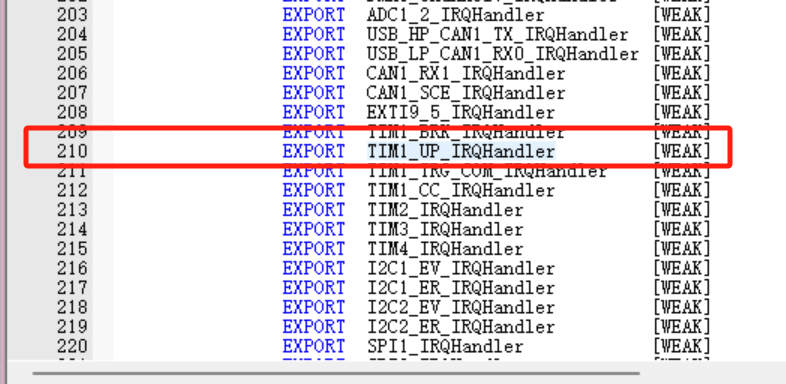 203 EXPORT ADC1_2_IRQHandler [WEAK]
204 EXPORT USB_HP_CAN1_TX_IRQHandler [WEAK]
205 EXPORT USB_LP_CAN1_RX0_IRQHandler [WEAK]
206 EXPORT CAN1_RX1_IRQHandler [WEAK]
207 EXPORT CAN1_SCE_IRQHandler [WEAK]
208 EXPORT EXTI9_5_IRQHandler [WEAK]
209 EXPORT TIM1_BRK_IRQHandler [WEAK]
210 EXPORT TIM1_UP_IRQHandler [WEAK]
211 EXPORT TIM1_TRG_COM_IRQHandler [WEAK]
212 EXPORT TIM1_CC_IRQHandler [WEAK]
213 EXPORT TIM2_IRQHandler [WEAK]
214 EXPORT TIM3_IRQHandler [WEAK]
215 EXPORT TIM4_IRQHandler [WEAK]
216 EXPORT I2C1_EV_IRQHandler [WEAK]
217 EXPORT I2C1_ER_IRQHandler [WEAK]
218 EXPORT I2C2_EV_IRQHandler [WEAK]
219 EXPORT I2C2_ER_IRQHandler [WEAK]
220 EXPORT SPI1_IRQHandler [WEAK]